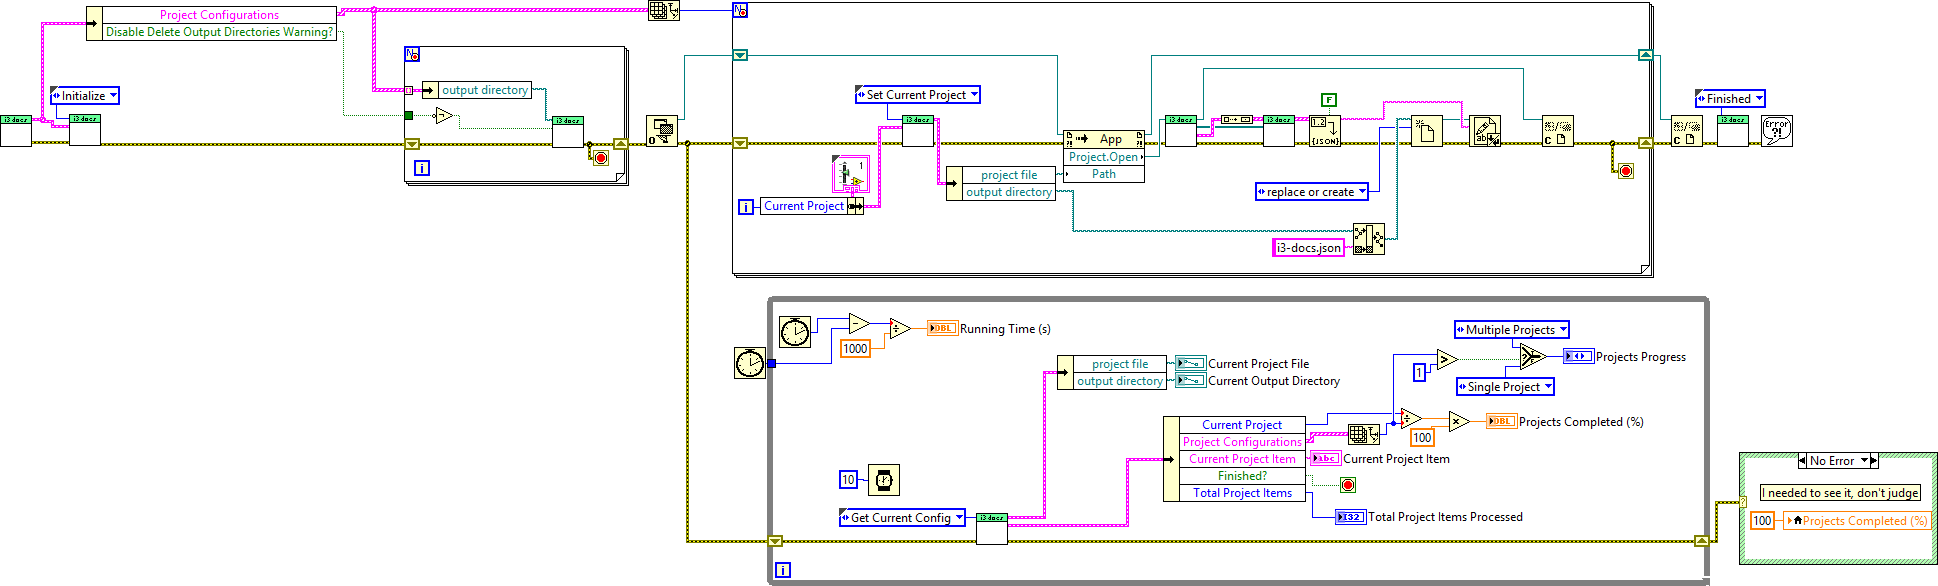 Project Configurations
Disable Delete Output Directories Warning?
Initialize
i3 docs
i3 docs
N
output directory
i3 docs
i
N
Set Current Project
i3 docs
1
i
Current Project
project file
output directory
App
Project.Open
Path
i3 docs
i3 docs
F
1.2
{JSON}
replace or create
i3-docs.json
Finished
i3 docs
Error
?!
1000
DBL
Running Time (s)
project file
output directory
Current Project File
Current Output Directory
Multiple Projects
1
Projects Progress
Single Project
Current Project
Project Configurations
Current Project Item
Finished?
Total Project Items
100
DBL
Projects Completed (%)
abc
Current Project Item
I32
Total Project Items Processed
10
Get Current Config
i3 docs
i
No Error
I needed to see it, don't judge
100
Projects Completed (%)